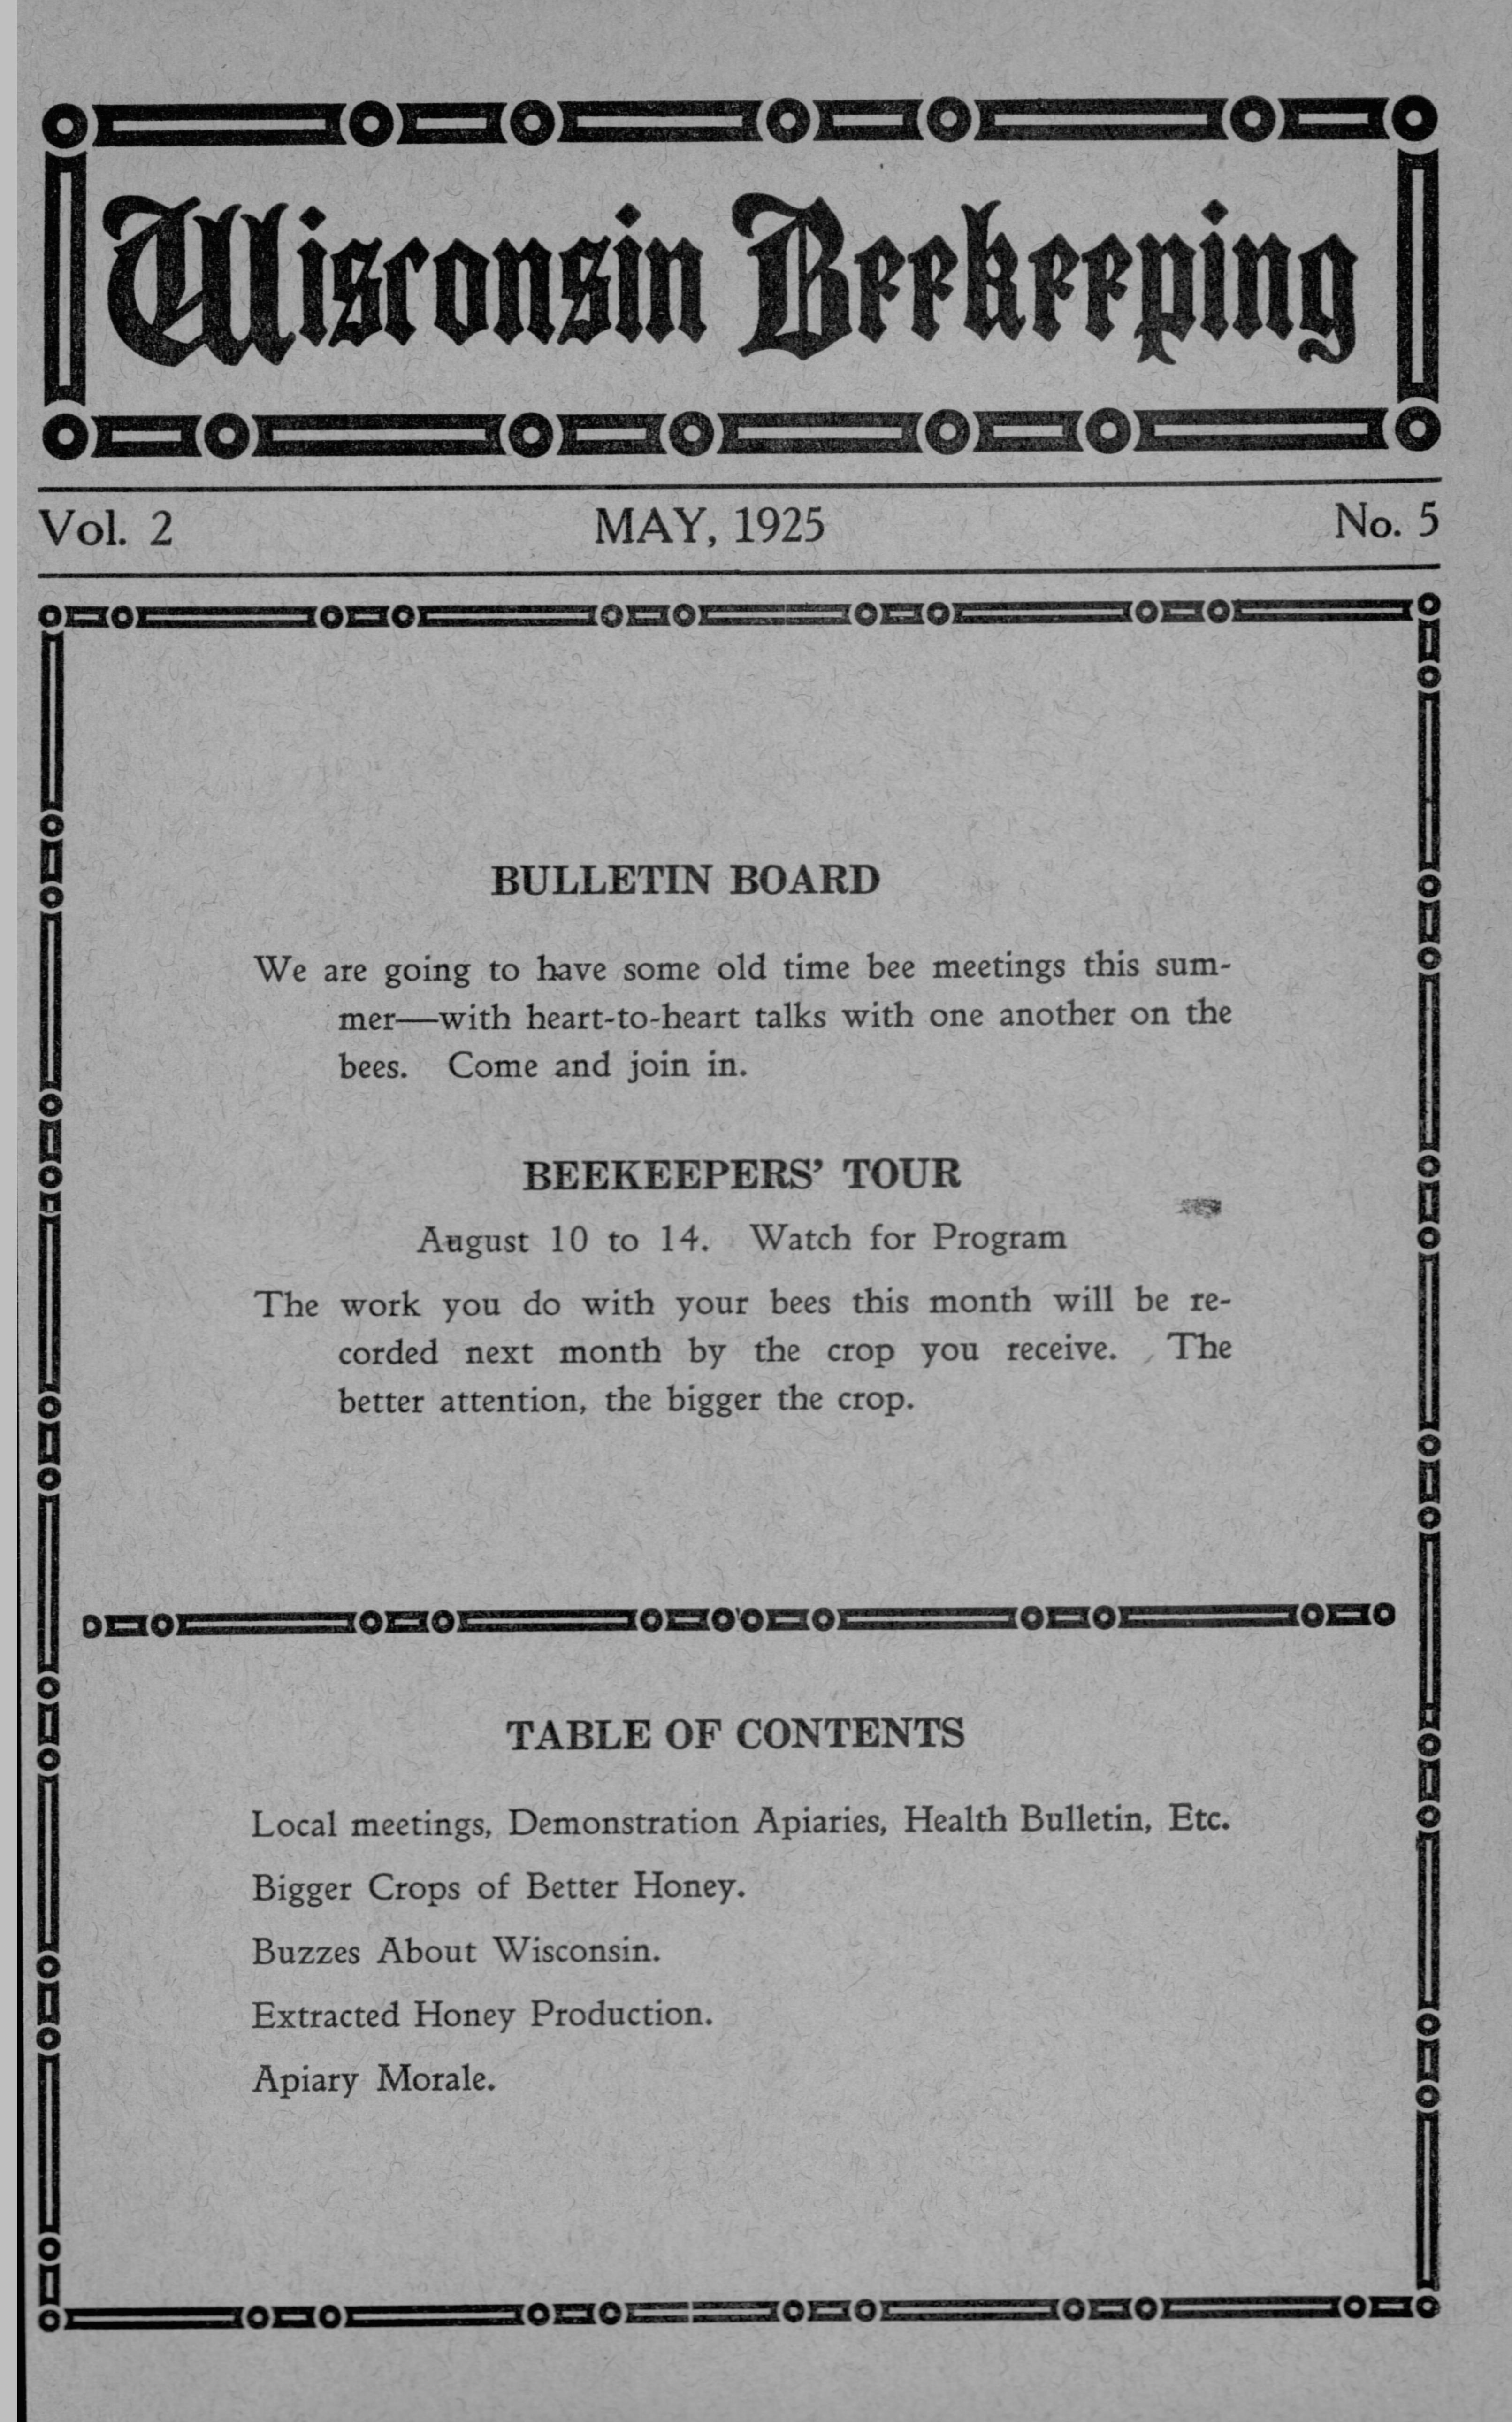 Wisconsin Beekeeping
Vol. 2 MAY, 1925 No. 5
BULLETIN BOARD
We are going to have some old time bee meetings this sum-
mer—with heart-to-heart talks with one another on the
bees. Come and join in.
BEEKEEPERS' TOUR
August 10 to 14. Watch for Program
The work you do with your bees this month will be re-
corded next month by the crop you receive. The
better attention, the bigger the crop.
TABLE OF CONTENTS
Local meetings, Demonstration Apiaries, Health Bulletin, Etc.
Bigger Crops of Better Honey.
Buzzes About Wisconsin.
Extracted Honey Production.
Apiary Morale.